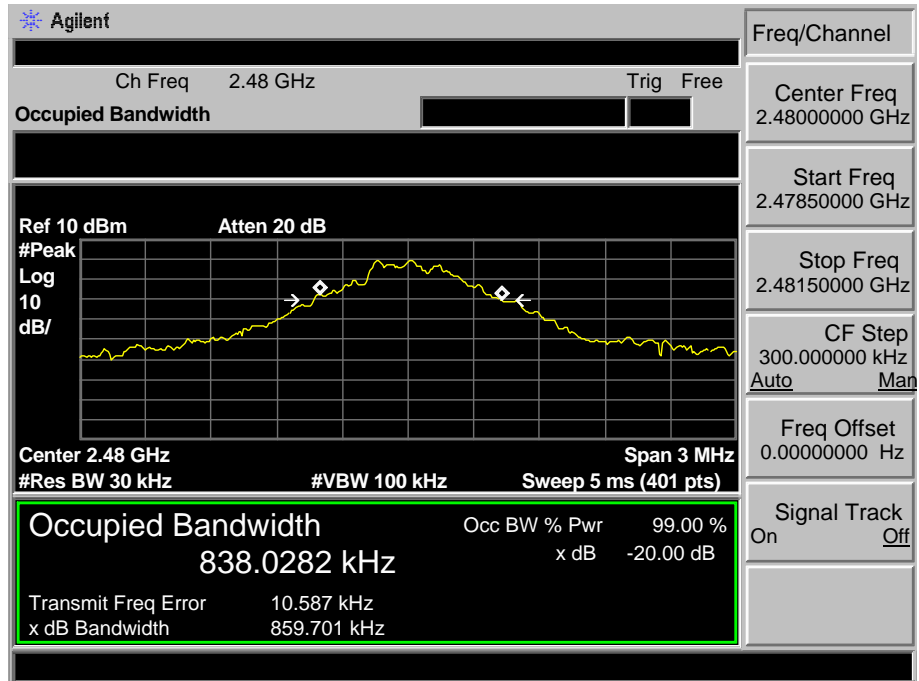 Agilent
Freq/Channel
Ch Freq 2.48 GHz Trig Free
Occupied Bandwidth
Center Freq
2.48000000 GHz
Start Freq
2.47850000 GHz
Stop Freq
2.48150000 GHz
CF Step
300.000000 kHz
Auto Man
Freq Offset
0.00000000 Hz
Signal Track
On Off
Ref 10 dBm Atten 20 dB
#Peak
Log
10
dB/
Center 2.48 GHz Span 3 MHz
#Res BW 30 kHz #VBW 100 kHz Sweep 5 ms (401 pts)
Occupied Bandwidth Occ BW % Pwr 99.00 %
838.0282 kHz x dB -20.00 dB
Transmit Freq Error 10.587 kHz
x dB Bandwidth 859.701 kHz